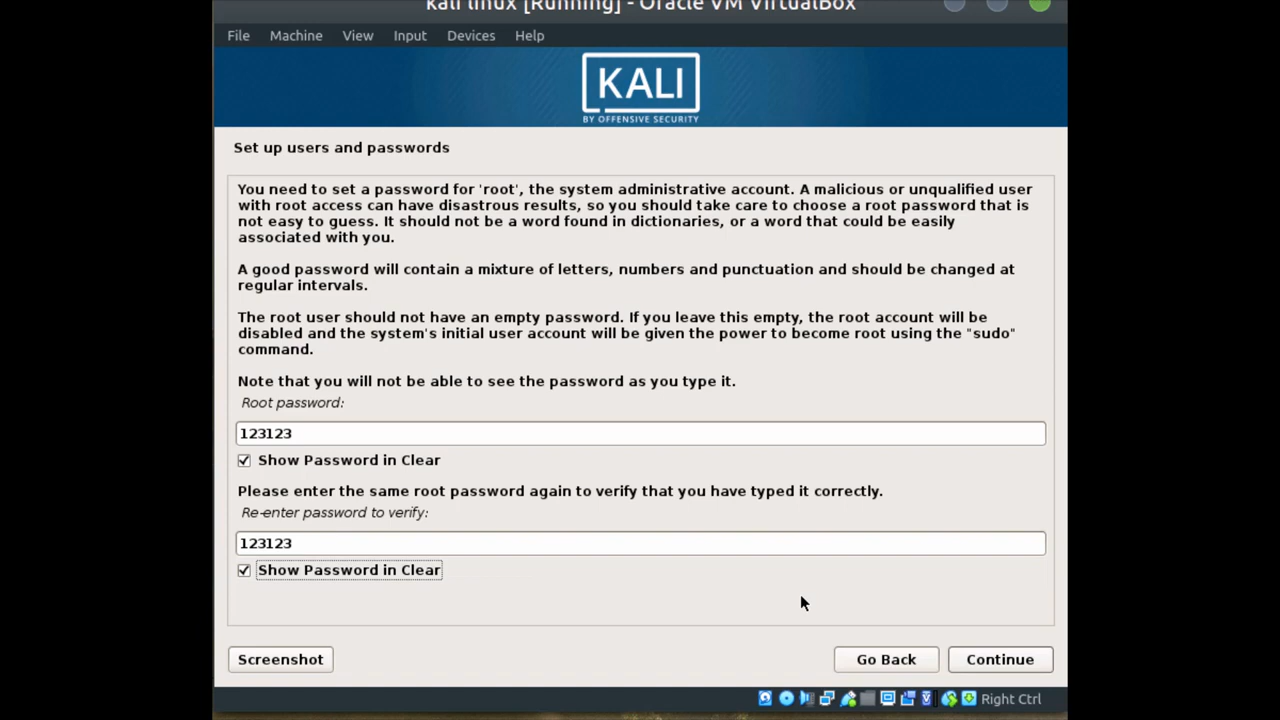 kali linux [Running] - Oracle VM VirtualBox
File Machine View Input Devices Help
KALI
BY OFFENSIVE SECURITY
Set up users and passwords
You need to set a password for 'root', the system administrative account. A malicious or unqualified user
with root access can have disastrous results, so you should take care to choose a root password that is
not easy to guess. It should not be a word found in dictionaries, or a word that could be easily
associated with you.
A good password will contain a mixture of letters, numbers and punctuation and should be changed at
regular intervals.
The root user should not have an empty password. If you leave this empty, the root account will be
disabled and the system's initial user account will be given the power to become root using the "sudo"
command.
Note that you will not be able to see the password as you type it.
Root password:
123123
Show Password in Clear
Please enter the same root password again to verify that you have typed it correctly.
Re-enter password to verify:
123123
Show Password in Clear
Screenshot Go Back Continue
Right Ctrl